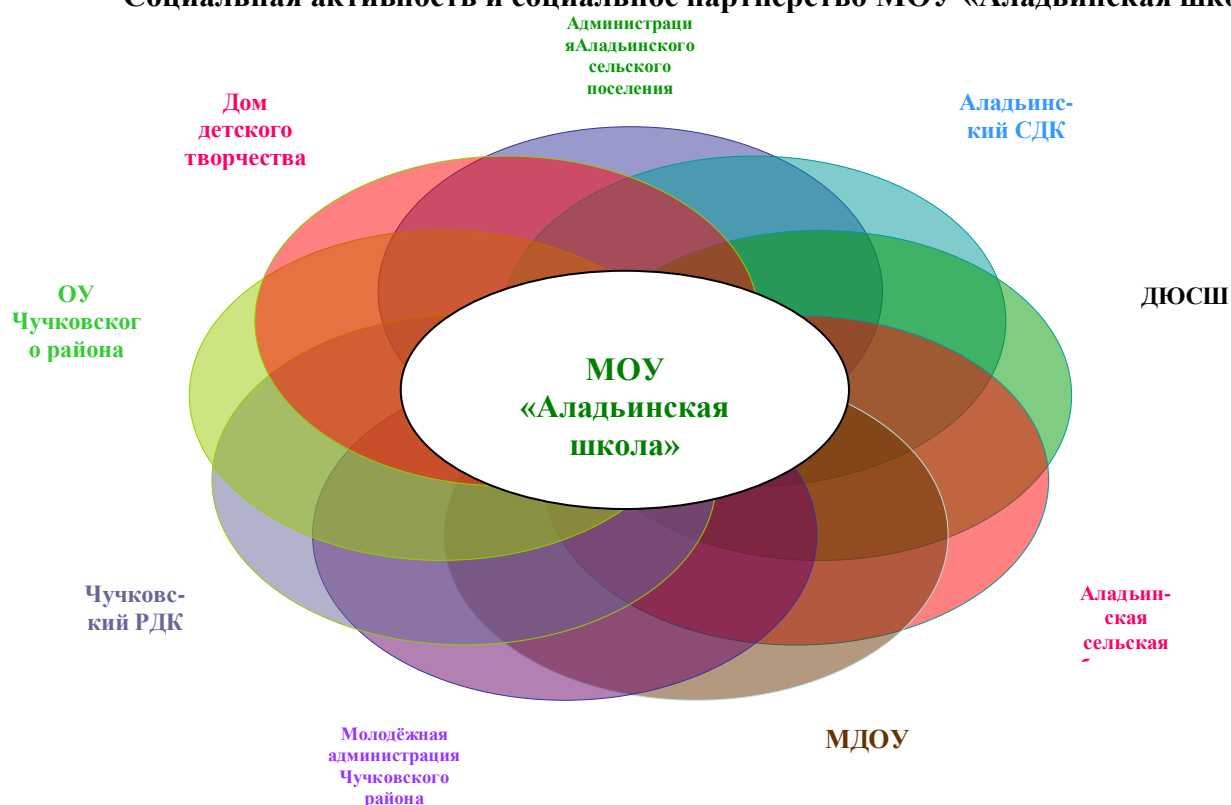 Социальная активность и социальное партнерство МОУ «Аладьинская
Администраци
яАладьинского
сельского
поселения
Дом
детского
творчества
Аладьинс-
кий СДК
ОУ
Чучковског
о района
ДЮСШ
МОУ
«Аладьинская
школа»
Чучковс-
кий РДК
Аладьин-
ская
сельская
Молодёжная
администрация
Чучковского
района
МДОУ